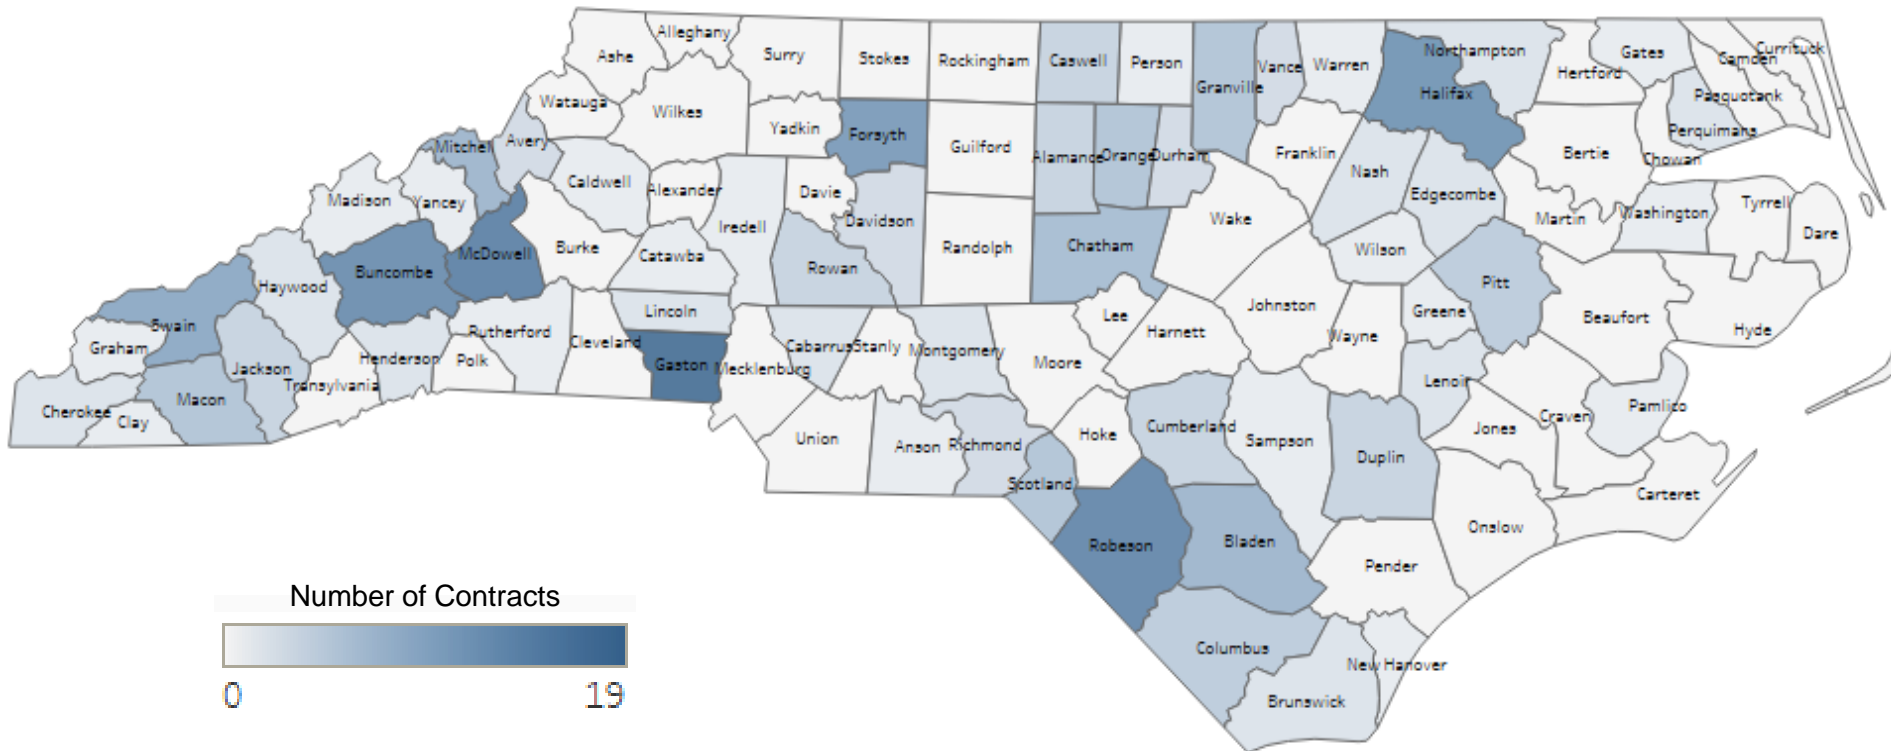 Alleghany
Ashe
Surry
Stokes
Rockingham
Caswell
Person
Granville
Vance
Warren
Northampton
Halifax
Hertford
Gates
Camden
Currituck
Pasquotank
Perquimans
Chowan
Watauga
Wilkes
Yadkin
Forsyth
Guilford
Alamance
Orange
Durham
Franklin
Nash
Edgecombe
Bertie
Martin
Washington
Tyrrell
Dare
Mitchell
Avery
Caldwell
Alexander
Davie
Davidson
Iredell
Madison
Yancey
McDowell
Burke
Catawba
Rowan
Randolph
Chatham
Wake
Wilson
Pitt
Buncombe
Haywood
Swain
Graham
Jackson
Macon
Cherokee
Clay
Transylvania
Henderson
Polk
Rutherford
Cleveland
Lincoln
Gaston
Mecklenburg
Cabarrus
Stanly
Montgomery
Moore
Lee
Harnett
Johnston
Wayne
Greene
Lenoir
Beaufort
Hyde
Craven
Jones
Pamlico
Carteret
Onslow
Union
Anson
Richmond
Scotland
Hoke
Cumberland
Sampson
Duplin
Robeson
Bladen
Pender
Columbus
New Hanover
Brunswick
Number of Contracts
0
19